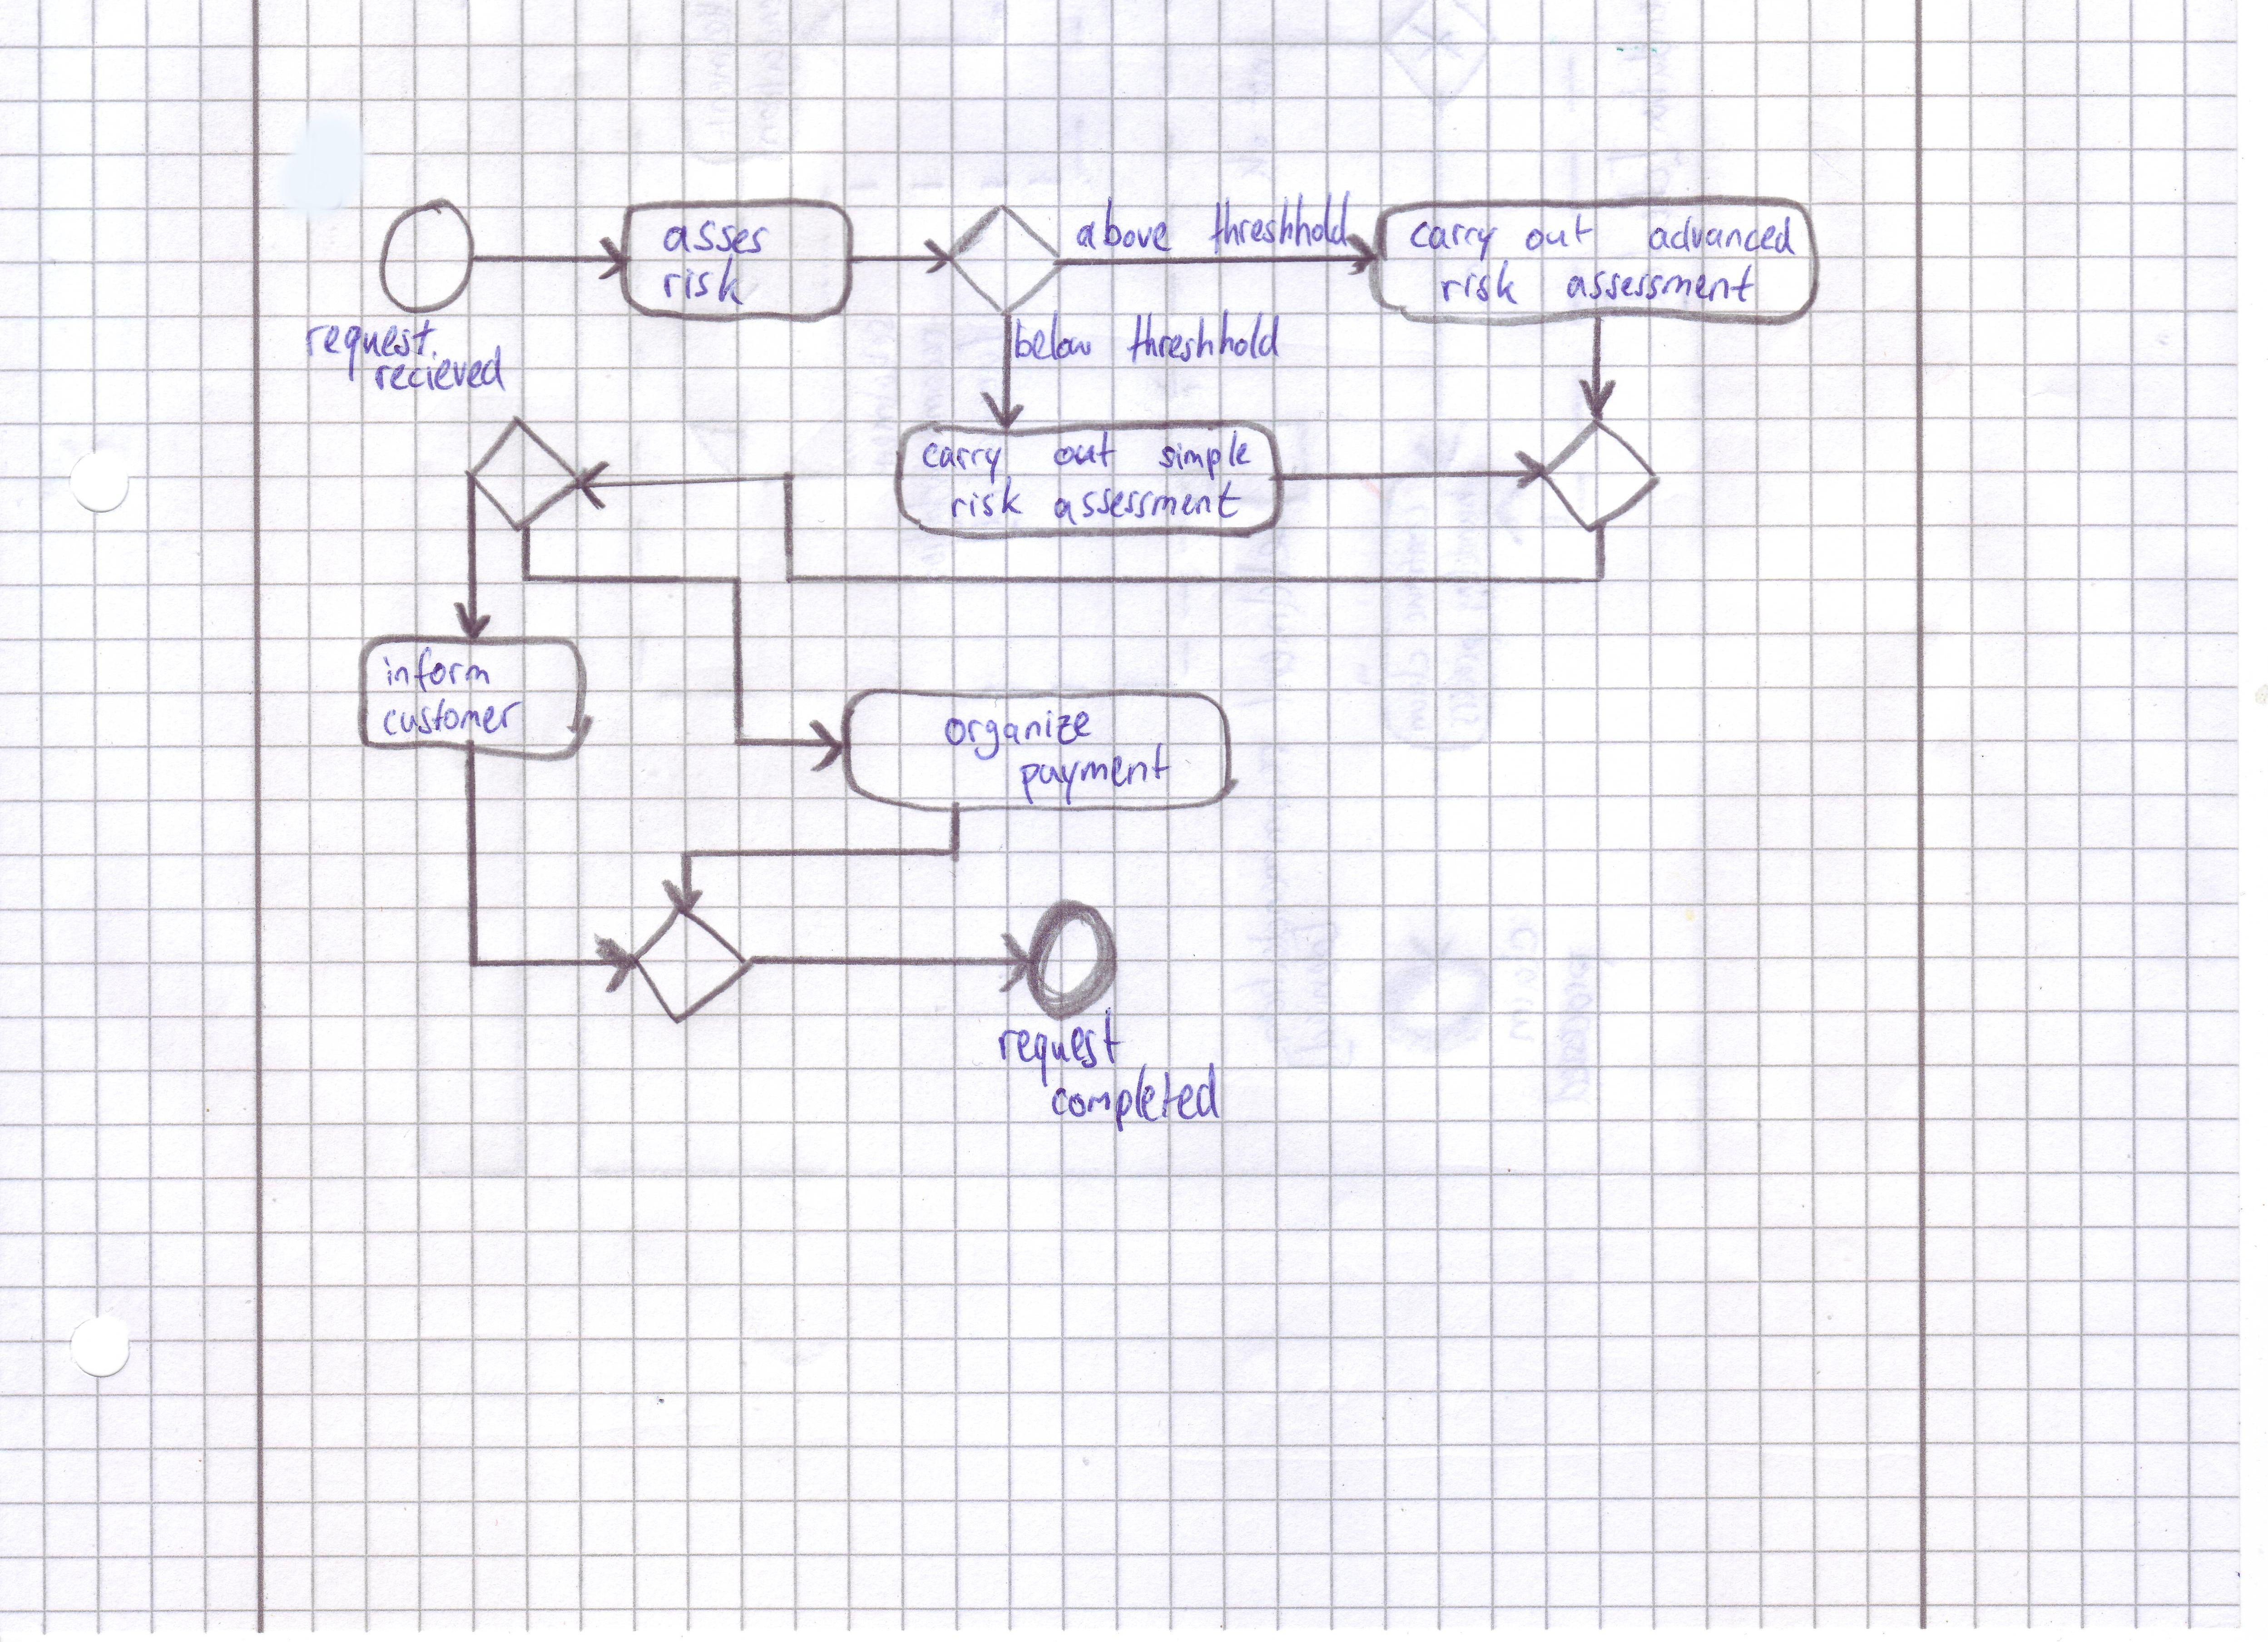 asses
risk
above threshhold
carry out advanced
risk assessment
request
recieved
below threshhold
carry out simple
risk assessment
inform
customer
organize
payment
request
completed